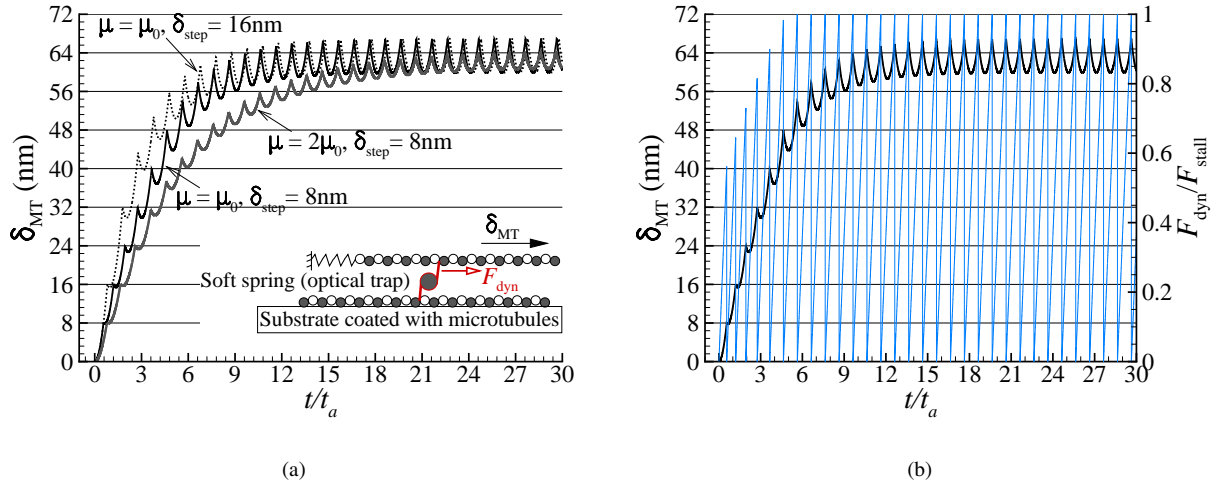 72
64
56
48
40
32
24
16
8
0
δMT (nm)
μ = μ0, δstep= 16nm
μ = 2μ0, δstep= 8nm
μ = μ0, δstep= 8nm
δMT
Soft spring (optical trap)
Fdyn
Substrate coated with microtubules
0 3 6 9 12 15 18 21 24 27 30
t/ta
(a)
72
64
56
48
40
32
24
16
8
0
δMT (nm)
1
0.8
0.6
0.4
0.2
0
Fdyn/Fstall
0 3 6 9 12 15 18 21 24 27 30
t/ta
(b)